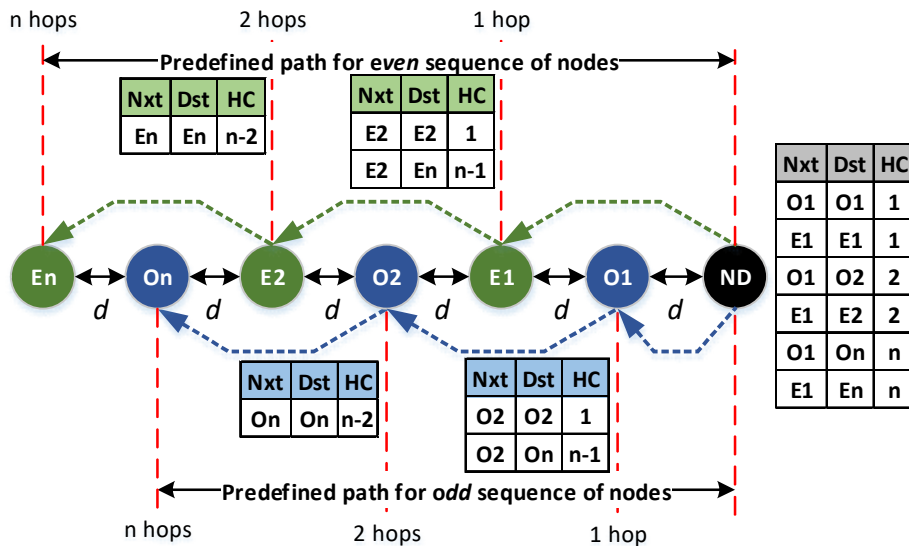 n hops 2 hops 1 hop
Predefined path for even sequence of nodes
Nxt Dst HC
En En n-2
Nxt Dst HC
E2 E2 1
E2 En n-1
Nxt Dst HC
O1 O1 1
E1 E1 1
O1 O2 2
E1 E2 2
O1 On n
E1 En n
En On E2 O2 E1 O1 ND
d d d d d d
Nxt Dst HC
On On n-2
Nxt Dst HC
O2 O2 1
O2 On n-1
Predefined path for odd sequence of nodes
n hops 2 hops 1 hop